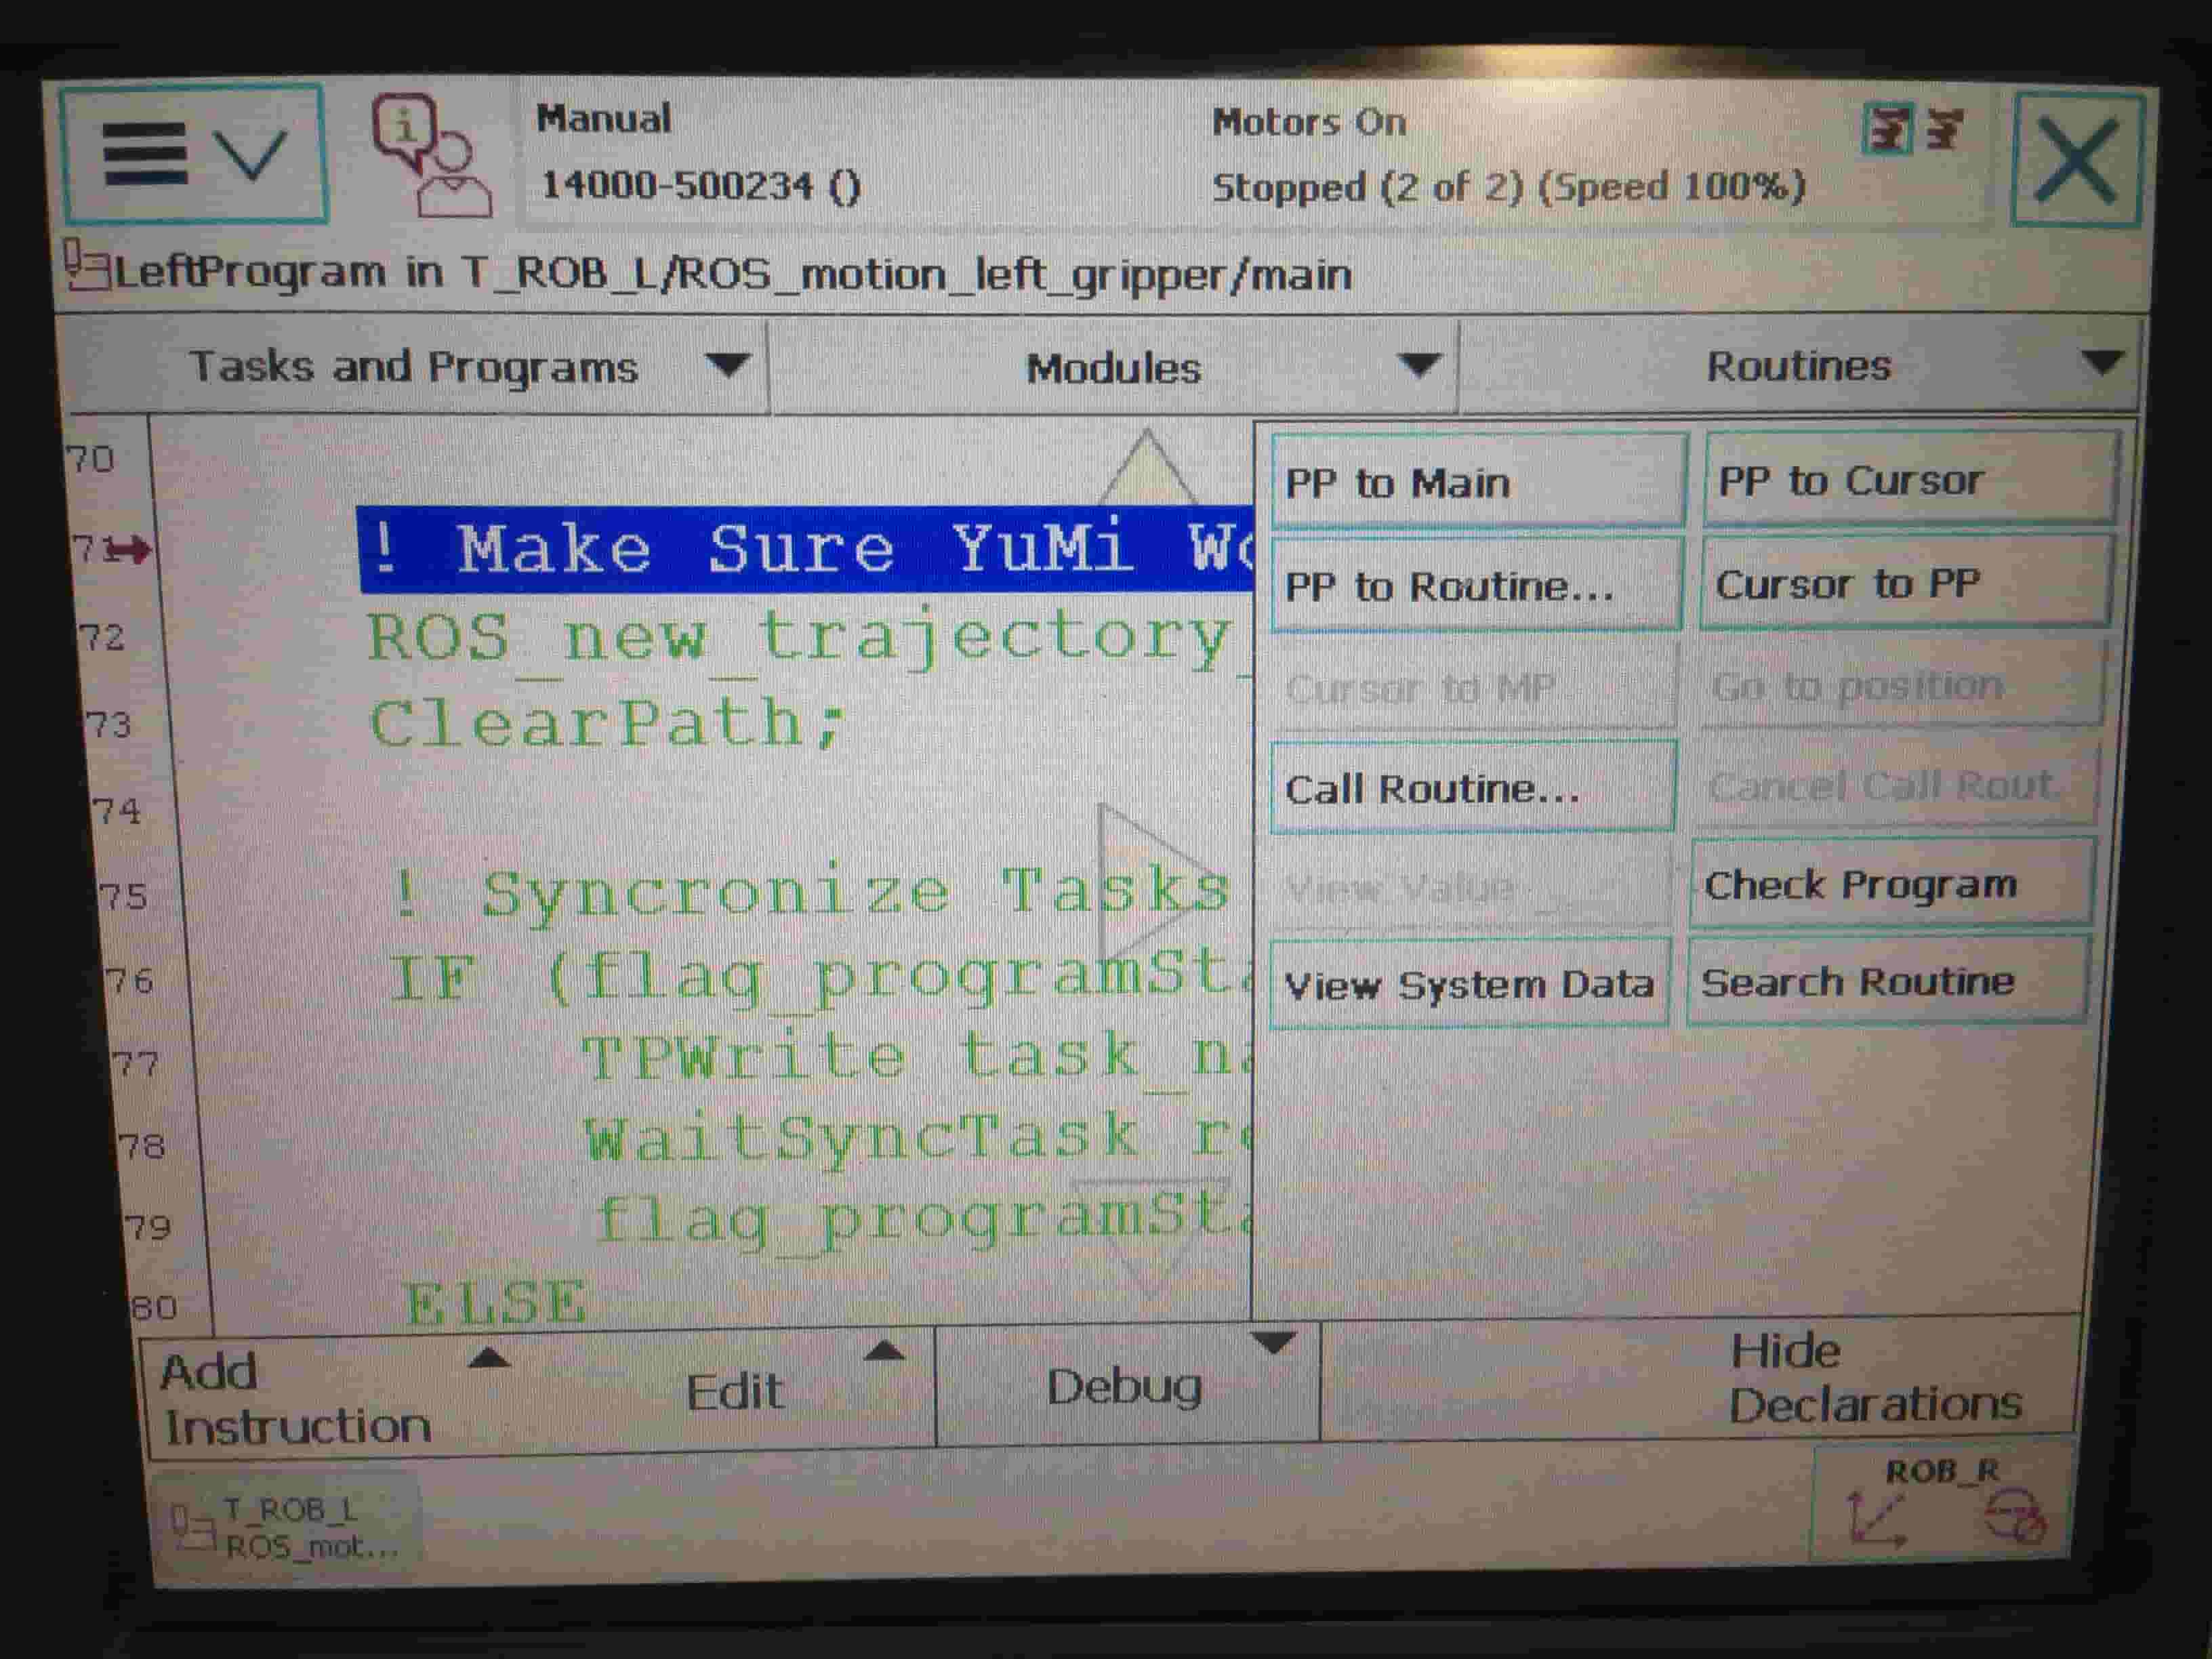 Manual
Motors On
14000-500234 ()
Stopped (2 of 2) (Speed 100%)
LeftProgram in T_ROB_L/ROS_motion_left_gripper/main
Tasks and Programs
Modules
Routines
70
71
! Make Sure YuMi
72
ROS_new_trajectory_
73
ClearPath;
74
75
! Syncronize Tasks
76
IF (flag_programSt
77
TPWrite task_n
78
WaitSyncTask r
79
flag_programSt
80
ELSE
PP to Main
PP to Cursor
PP to Routine...
Cursor to PP
Cursor to MP
Go to position
Call Routine...
Cancel Call Rout.
View Value
Check Program
View System Data
Search Routine
Add
Instruction
Edit
Debug
Hide
Declarations
T_ROB_L
ROS_mot...
ROB_R